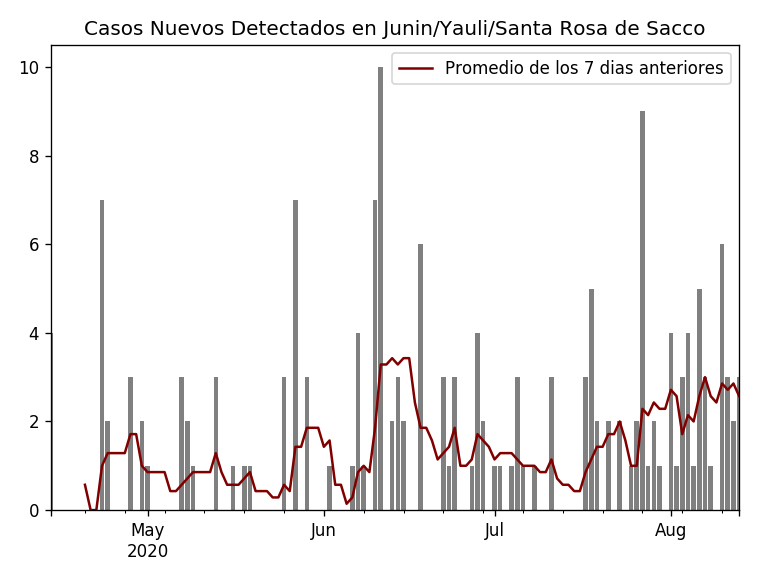 Casos Nuevos Detectados en Junin/Yauli/Santa Rosa de Sacco
Promedio de los 7 dias anteriores
10
8
6
4
2
0
May
2020
Jun
Jul
Aug